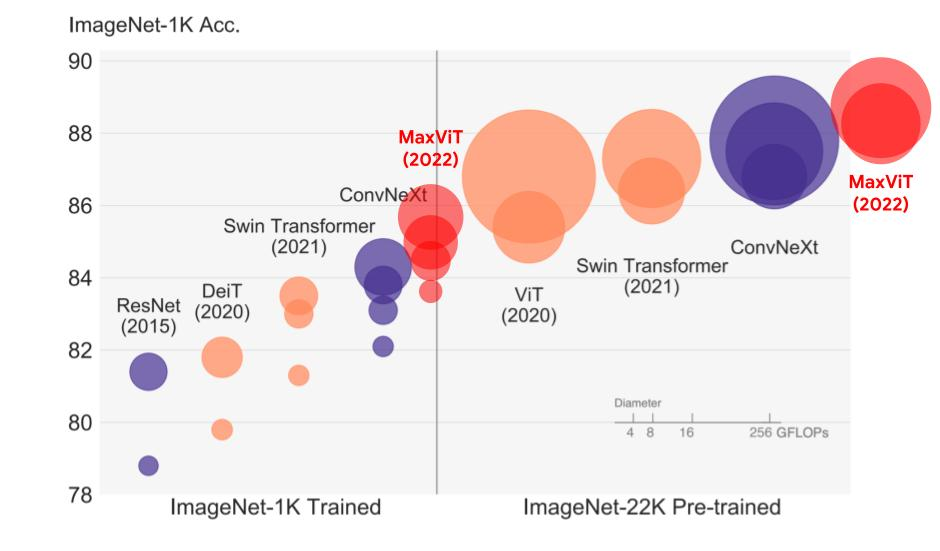 ImageNet-1K Acc.
90
88
86
84
82
80
78
ResNet
(2015)
DeiT
(2020)
Swin Transformer
(2021)
ConvNeXt
MaxViT
(2022)
ViT
(2020)
Swin Transformer
(2021)
ConvNeXt
MaxViT
(2022)
Diameter
4 8 16 256 GFLOPs
ImageNet-1K Trained
ImageNet-22K Pre-trained